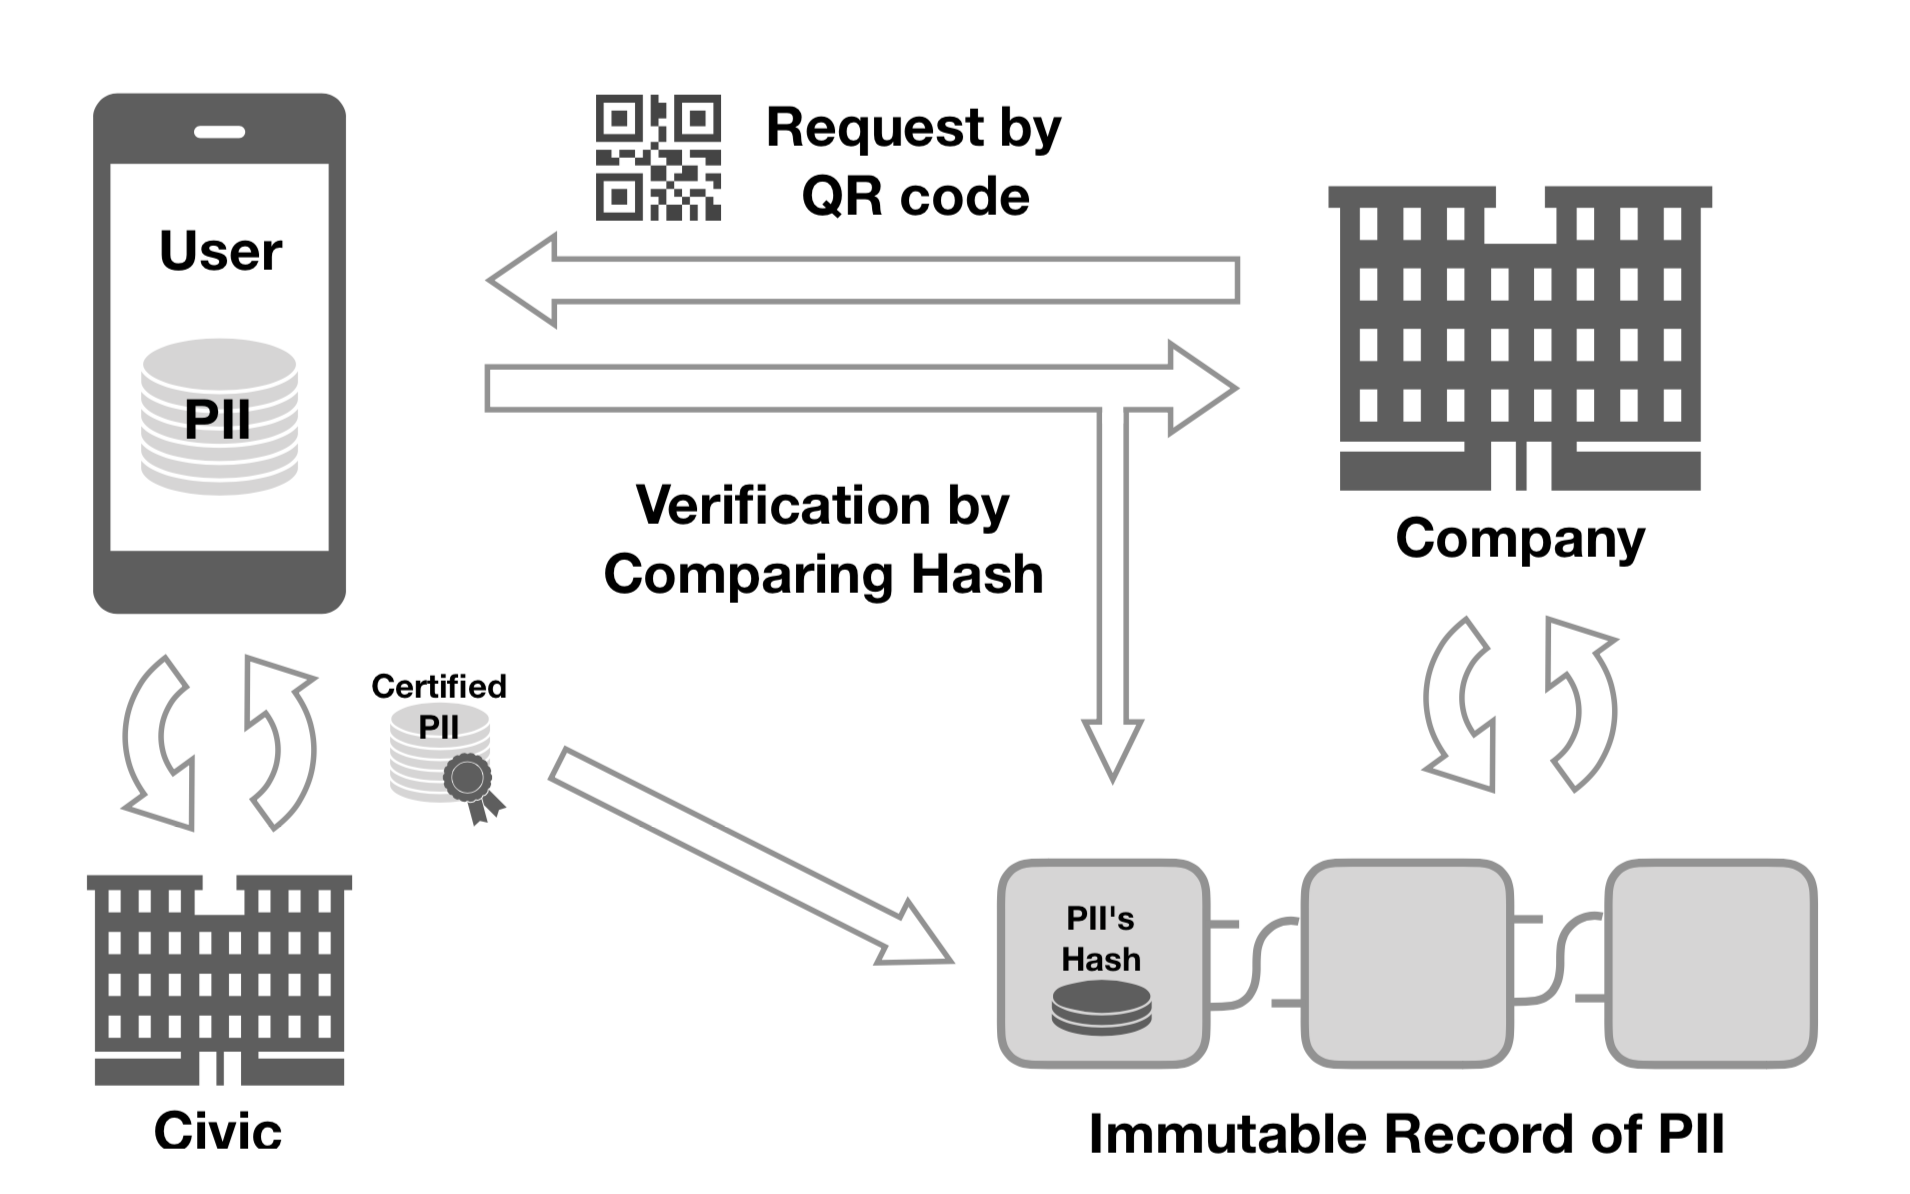 Request by
QR code
User
PII
Verification by
Comparing Hash
Company
Certified
PII
PII's
Hash
Civic
Immutable Record of PII